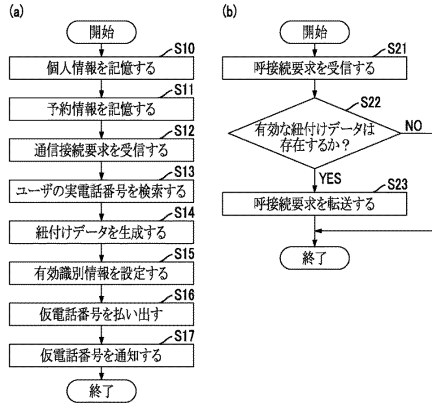 (a)
開始
S10
個人情報を記憶する
S11
予約情報を記憶する
S12
通信接続要求を受信する
S13
ユーザの実電話番号を検索する
S14
紐付けデータを生成する
S15
有効識別情報を設定する
S16
仮電話番号を払い出す
S17
仮電話番号を通知する
終了
(b)
開始
S21
呼接続要求を受信する
S22
有効な紐付けデータは
存在するか？
NO
YES
S23
呼接続要求を転送する
終了